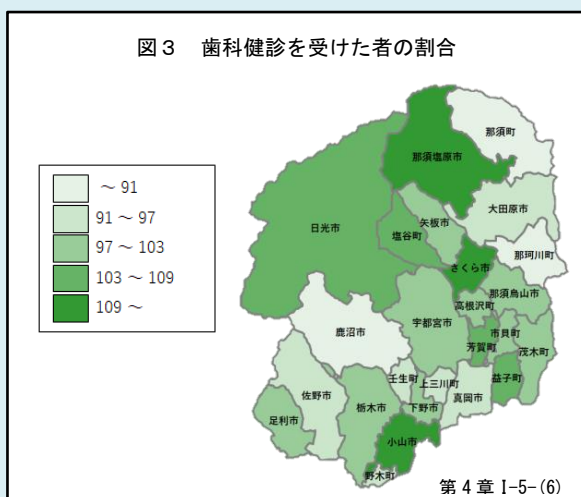 図３ 歯科健診を受けた者の割合
～ 91
91 ～ 97
97 ～ 103
103 ～ 109
109 ～
那須町
那須塩原市
大田原市
矢板市
日光市
塩谷町
那珂川町
さくら市
那須烏山市
高根沢町
宇都宮市
鹿沼市
市貝町
芳賀町
茂木町
壬生町
上三川町
益子町
佐野市
真岡市
栃木市
下野市
足利市
小山市
野木町
第４章 Ⅰ-5-(6)